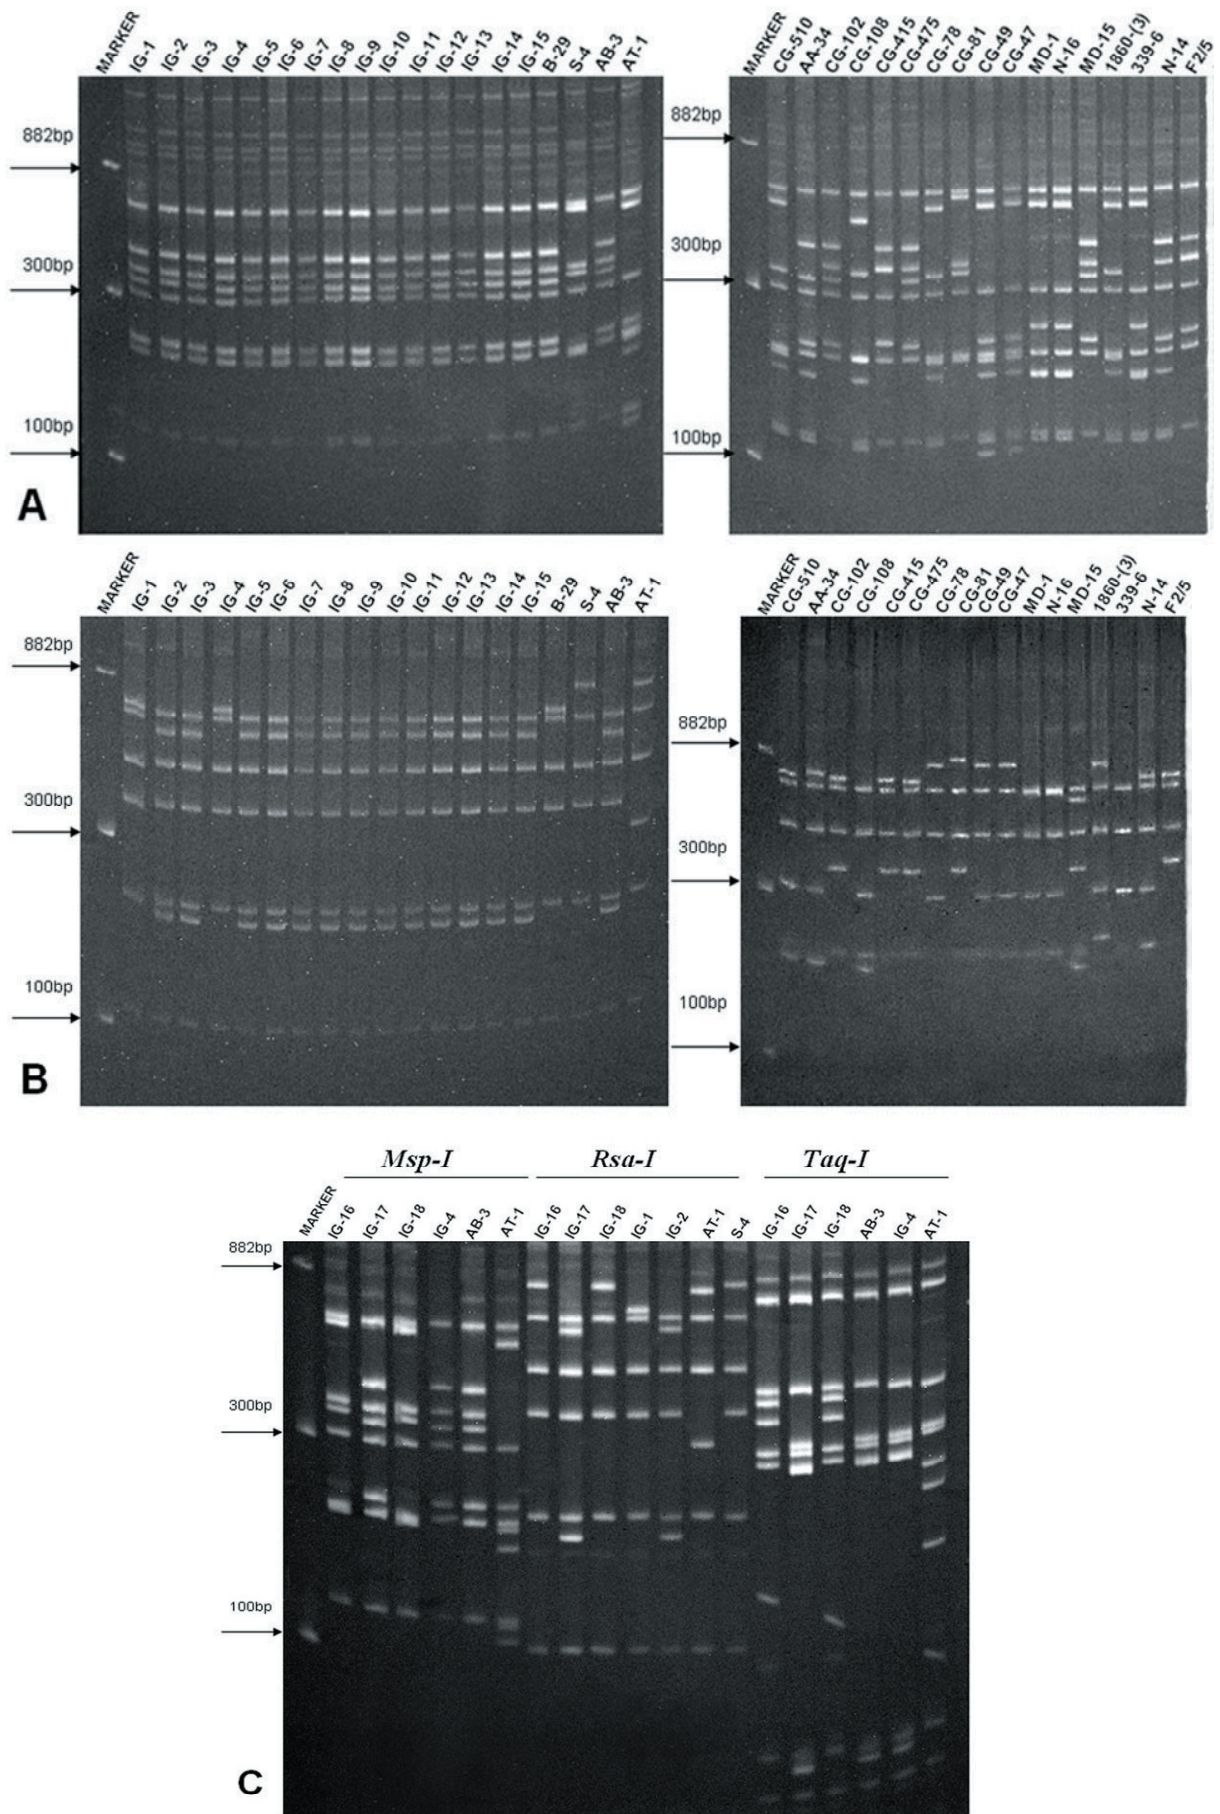 MARKER IG-1 IG-2 IG-3 IG-4 IG-5 IG-6 IG-7 IG-8 IG-9 IG-10 IG-11 IG-12 IG-13 IG-14 IG-15 B-29 S-4 AB-3 AT-1
882bp
300bp
100bp
A
MARKER CG-510 AA-34 CG-102 CG-108 CG-415 CG-475 CG-78 CG-81 CG-49 CG-47 MD-1 N-16 MD-15 1860-(3) 339-6 N-14 F2/5
882bp
300bp
100bp
MARKER IG-1 IG-2 IG-3 IG-4 IG-5 IG-6 IG-7 IG-8 IG-9 IG-10 IG-11 IG-12 IG-13 IG-14 IG-15 B-29 S-4 AB-3 AT-1
882bp
300bp
100bp
B
MARKER CG-510 AA-34 CG-102 CG-108 CG-415 CG-475 CG-78 CG-81 CG-49 CG-47 MD-1 N-16 MD-15 1860-(3) 339-6 N-14 F2/5
882bp
300bp
100bp
Msp-I Rsa-I Taq-I
MARKER IG-16 IG-17 IG-18 IG-4 AB-3 AT-1 IG-16 IG-17 IG-18 IG-1 IG-2 AT-1 S-4 IG-16 IG-17 IG-18 AB-3 IG-4 AT-1
882bp
300bp
100bp
C